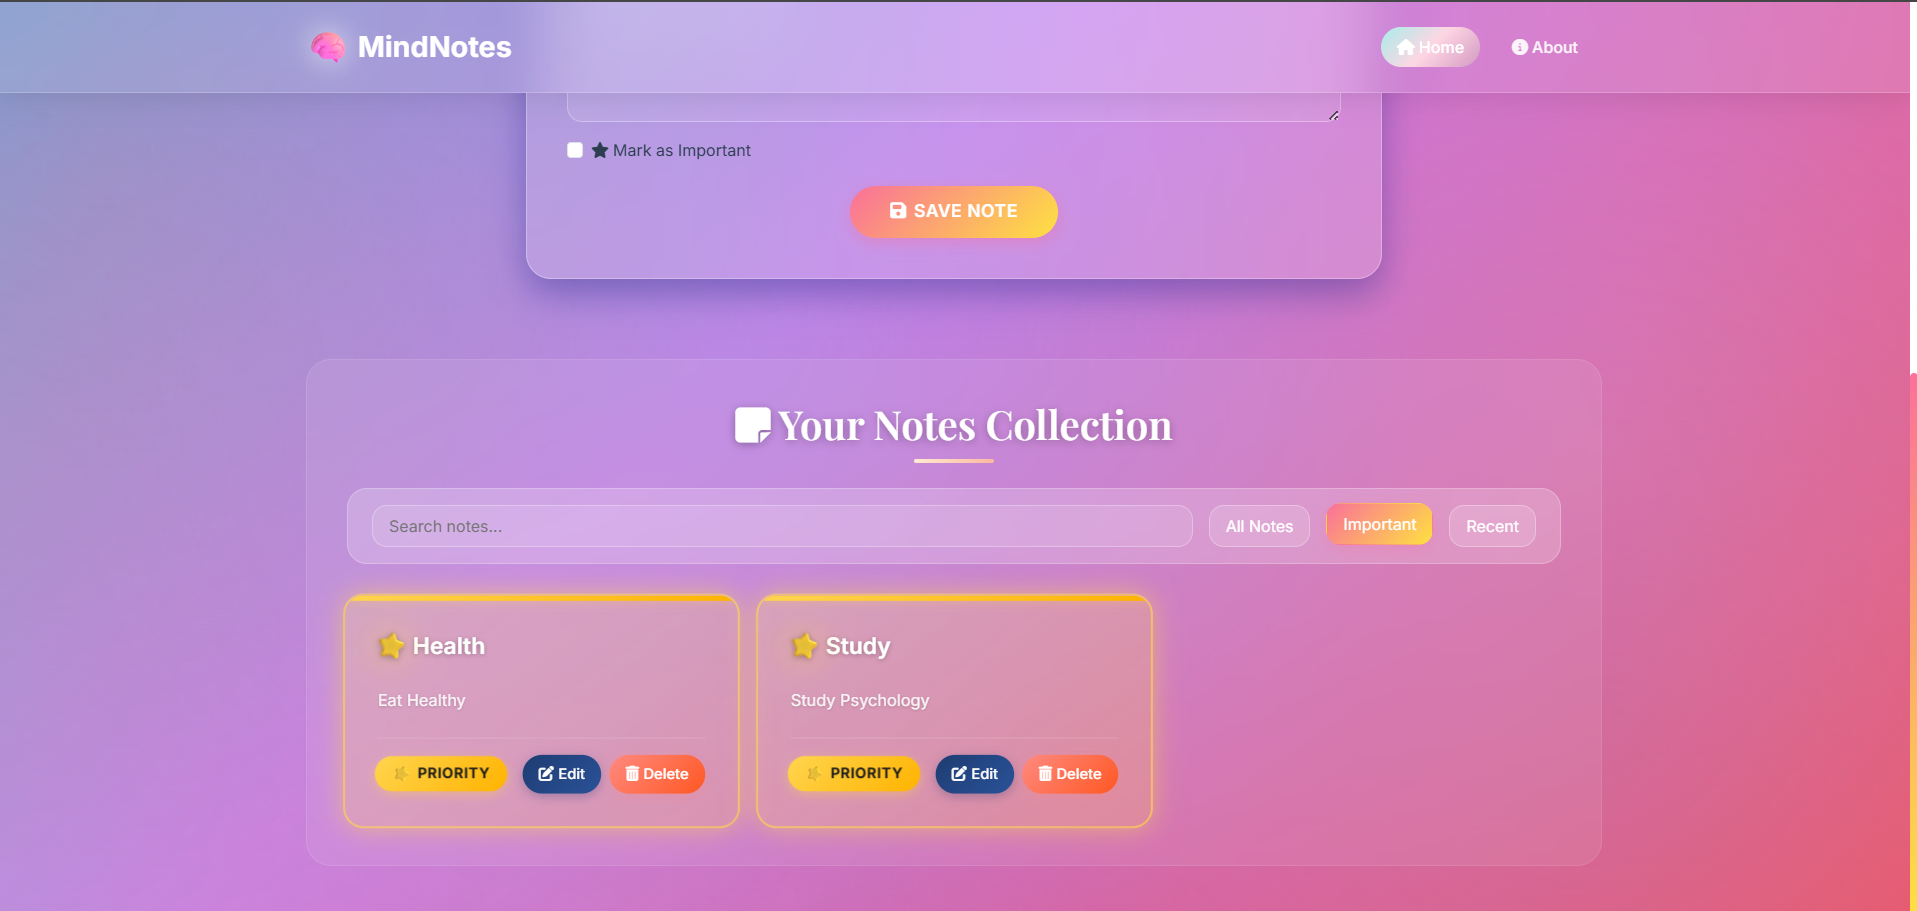 MindNotes
Home
About
Mark as Important
SAVE NOTE
Your Notes Collection
Search notes...
All Notes
Important
Recent
Health
Eat Healthy
PRIORITY
Edit
Delete
Study
Study Psychology
PRIORITY
Edit
Delete